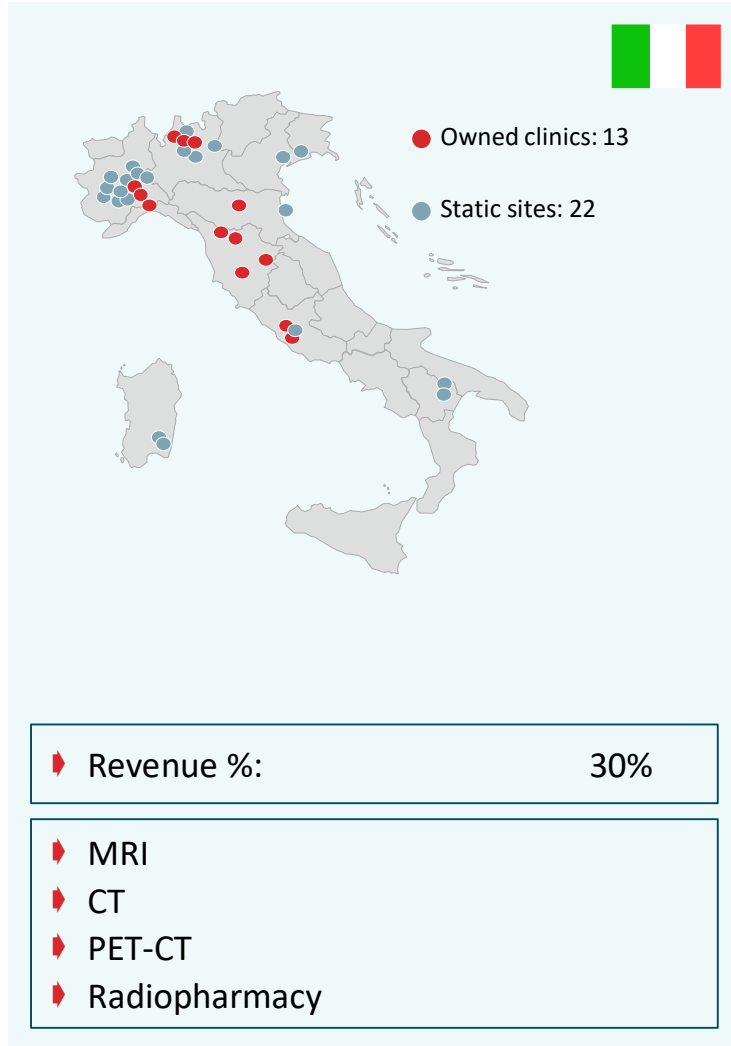 Owned clinics: 13
Static sites: 22
Revenue %: 30%
MRI
CT
PET-CT
Radiopharmacy